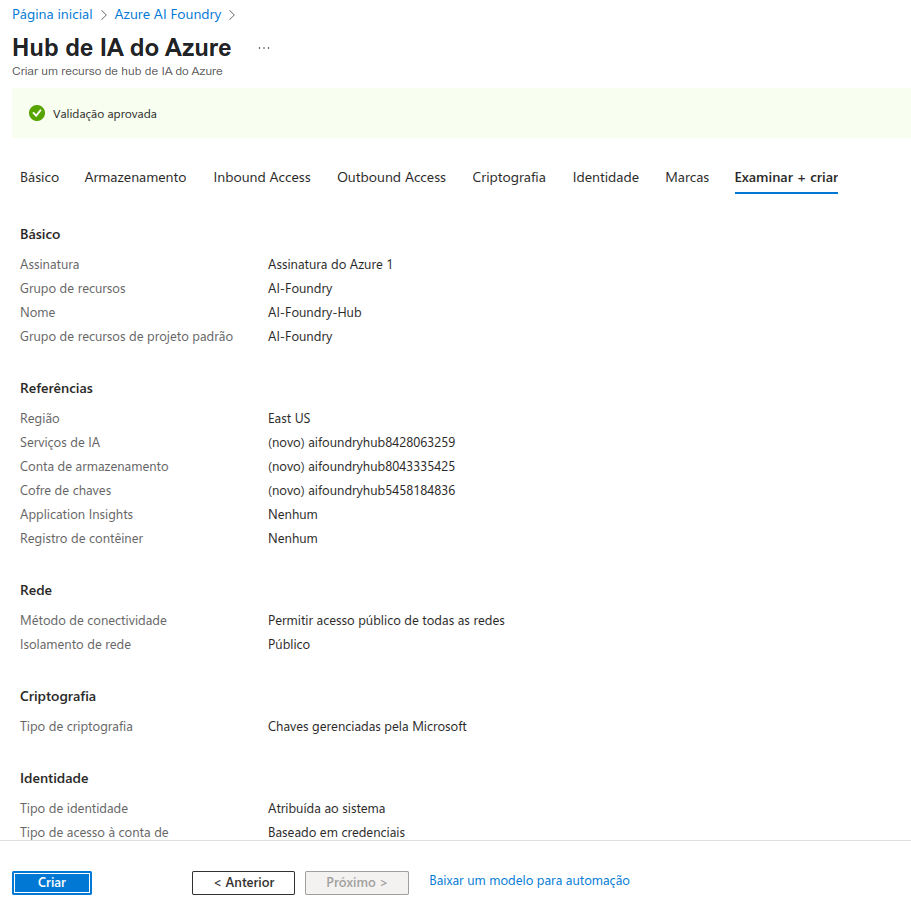 Página inicial > Azure AI Foundry >
Hub de IA do Azure ...
Criar um recurso de hub de IA do Azure
Validação aprovada
Básico Armazenamento Inbound Access Outbound Access Criptografia Identidade Marcas Examinar + criar
Básico
Assinatura Assinatura do Azure 1
Grupo de recursos AI-Foundry
Nome AI-Foundry-Hub
Grupo de recursos de projeto padrão AI-Foundry
Referências
Região East US
Serviços de IA (novo) aifoundryhub8428063259
Conta de armazenamento (novo) aifoundryhub8043335425
Cofre de chaves (novo) aifoundryhub5458184836
Application Insights Nenhum
Registro de contêiner Nenhum
Rede
Método de conectividade Permitir acesso público de todas as redes
Isolamento de rede Público
Criptografia
Tipo de criptografia Chaves gerenciadas pela Microsoft
Identidade
Tipo de identidade Atribuída ao sistema
Tipo de acesso à conta de Baseado em credenciais
Criar < Anterior Próximo > Baixar um modelo para automação